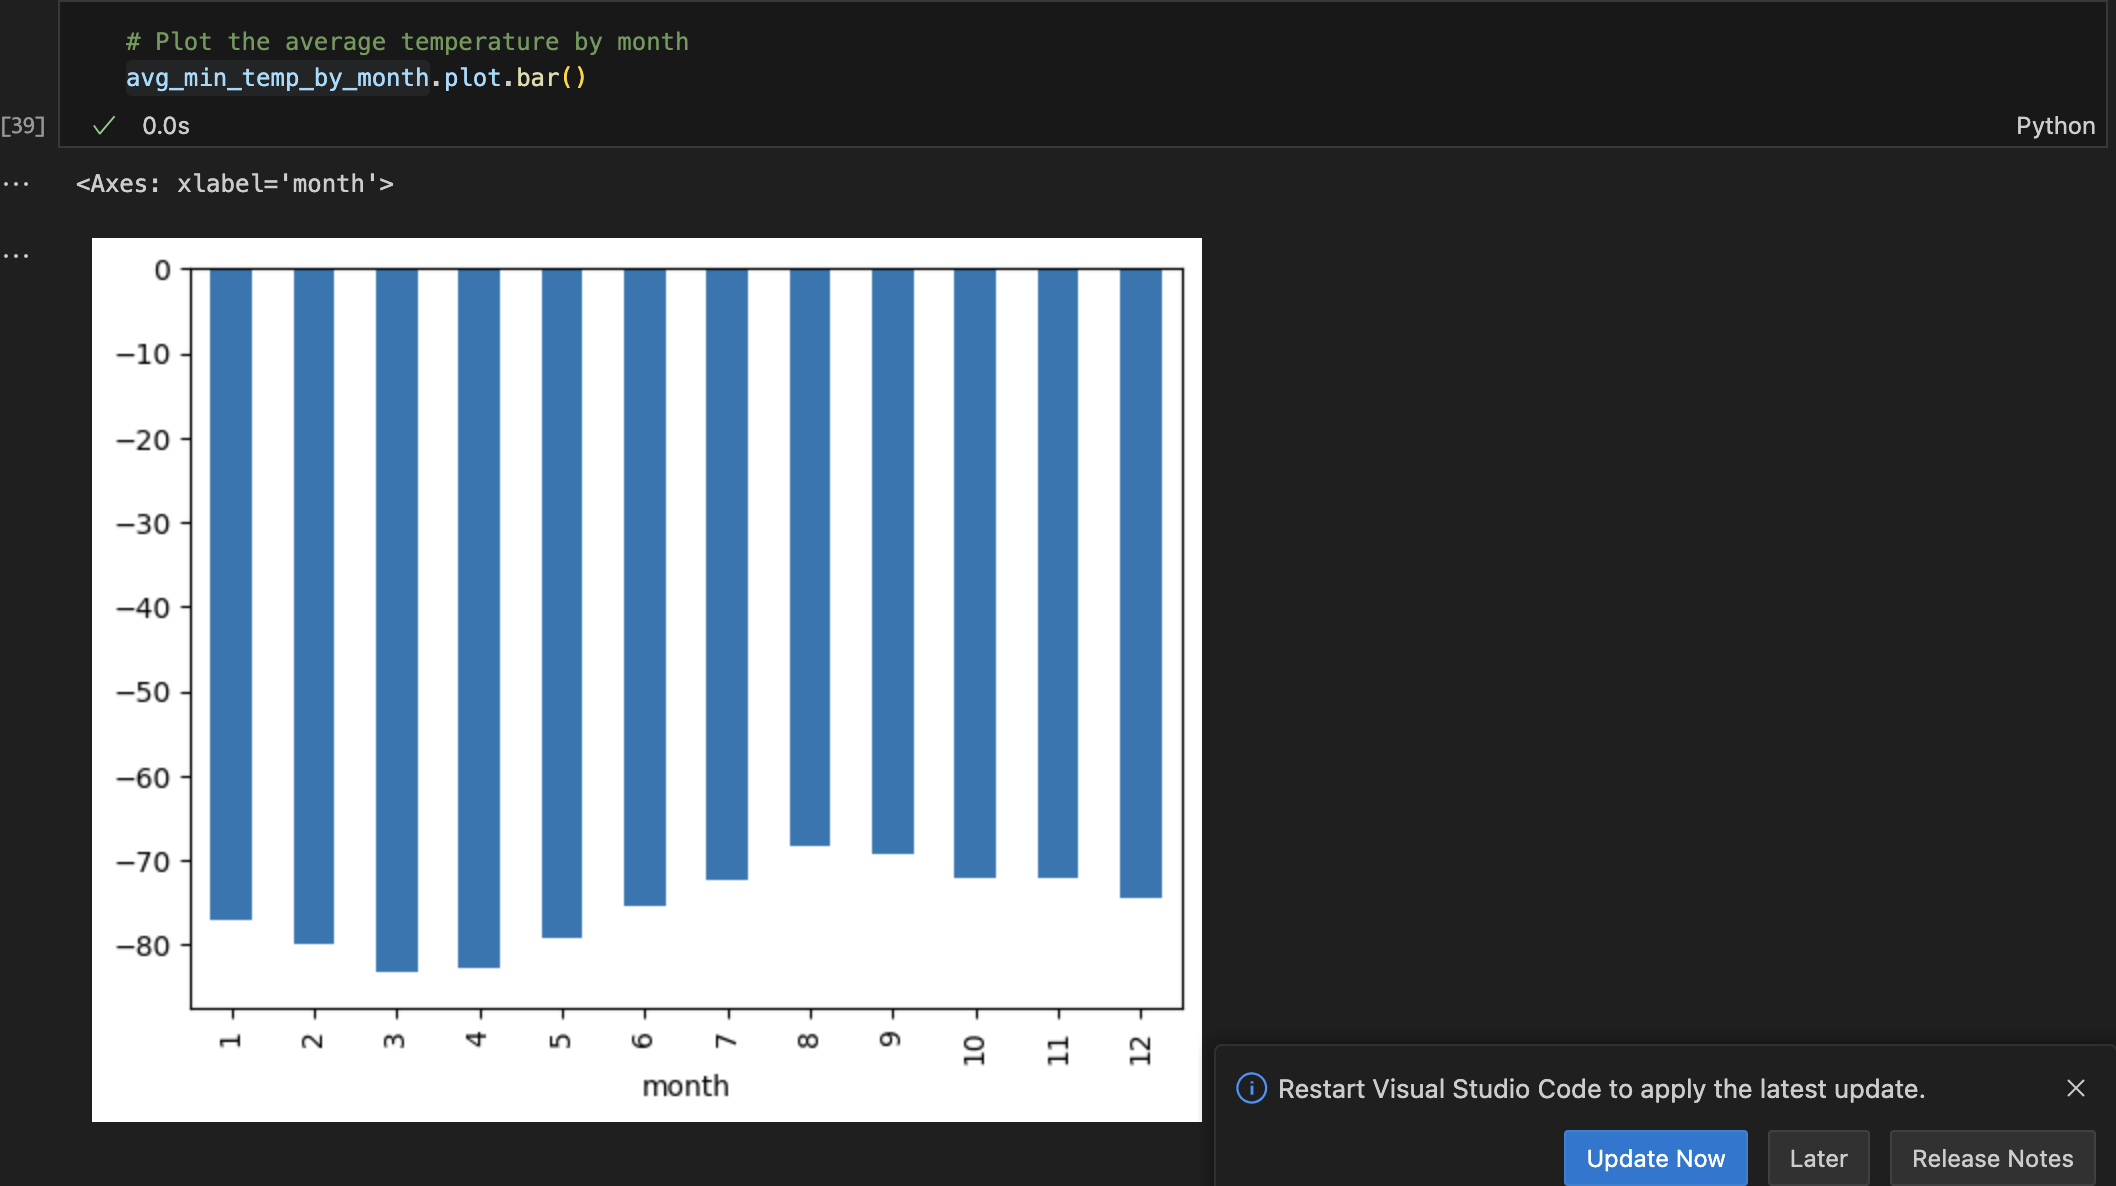 # Plot the average temperature by month
avg_min_temp_by_month.plot.bar()
[39]
0.0s
Python
<Axes: xlabel='month'>
0
−10
−20
−30
−40
−50
−60
−70
−80
1 2 3 4 5 6 7 8 9 10 11 12
month
Restart Visual Studio Code to apply the latest update.
Update Now Later Release Notes